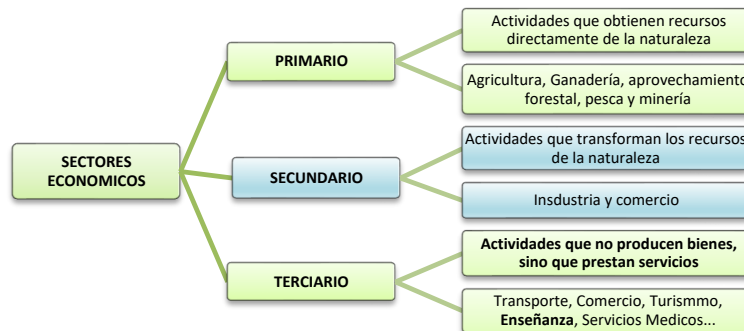 SECTORES
ECONOMICOS
PRIMARIO
Actividades que obtienen recursos
directamente de la naturaleza
Agricultura, Ganadería, aprovechamiento
forestal, pesca y minería
SECUNDARIO
Actividades que transforman los recursos
de la naturaleza
Insdustria y comercio
TERCIARIO
Actividades que no producen bienes,
sino que prestan servicios
Transporte, Comercio, Turismmo,
Enseñanza, Servicios Medicos...